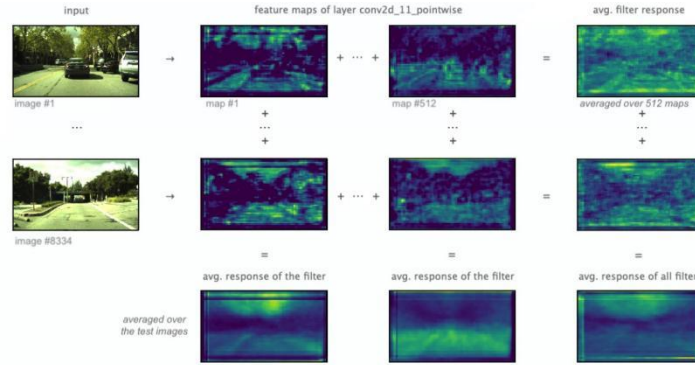 input
feature maps of layer conv2d_11_pointwise
avg. filter response
→
+ ... +
=
image #1
map #1
map #512
averaged over 512 maps
+
+
+
...
...
...
...
+
+
+
→
+ ... +
=
image #8334
=
=
=
avg. response of the filter
avg. response of the filter
avg. response of all filter
averaged over
the test images